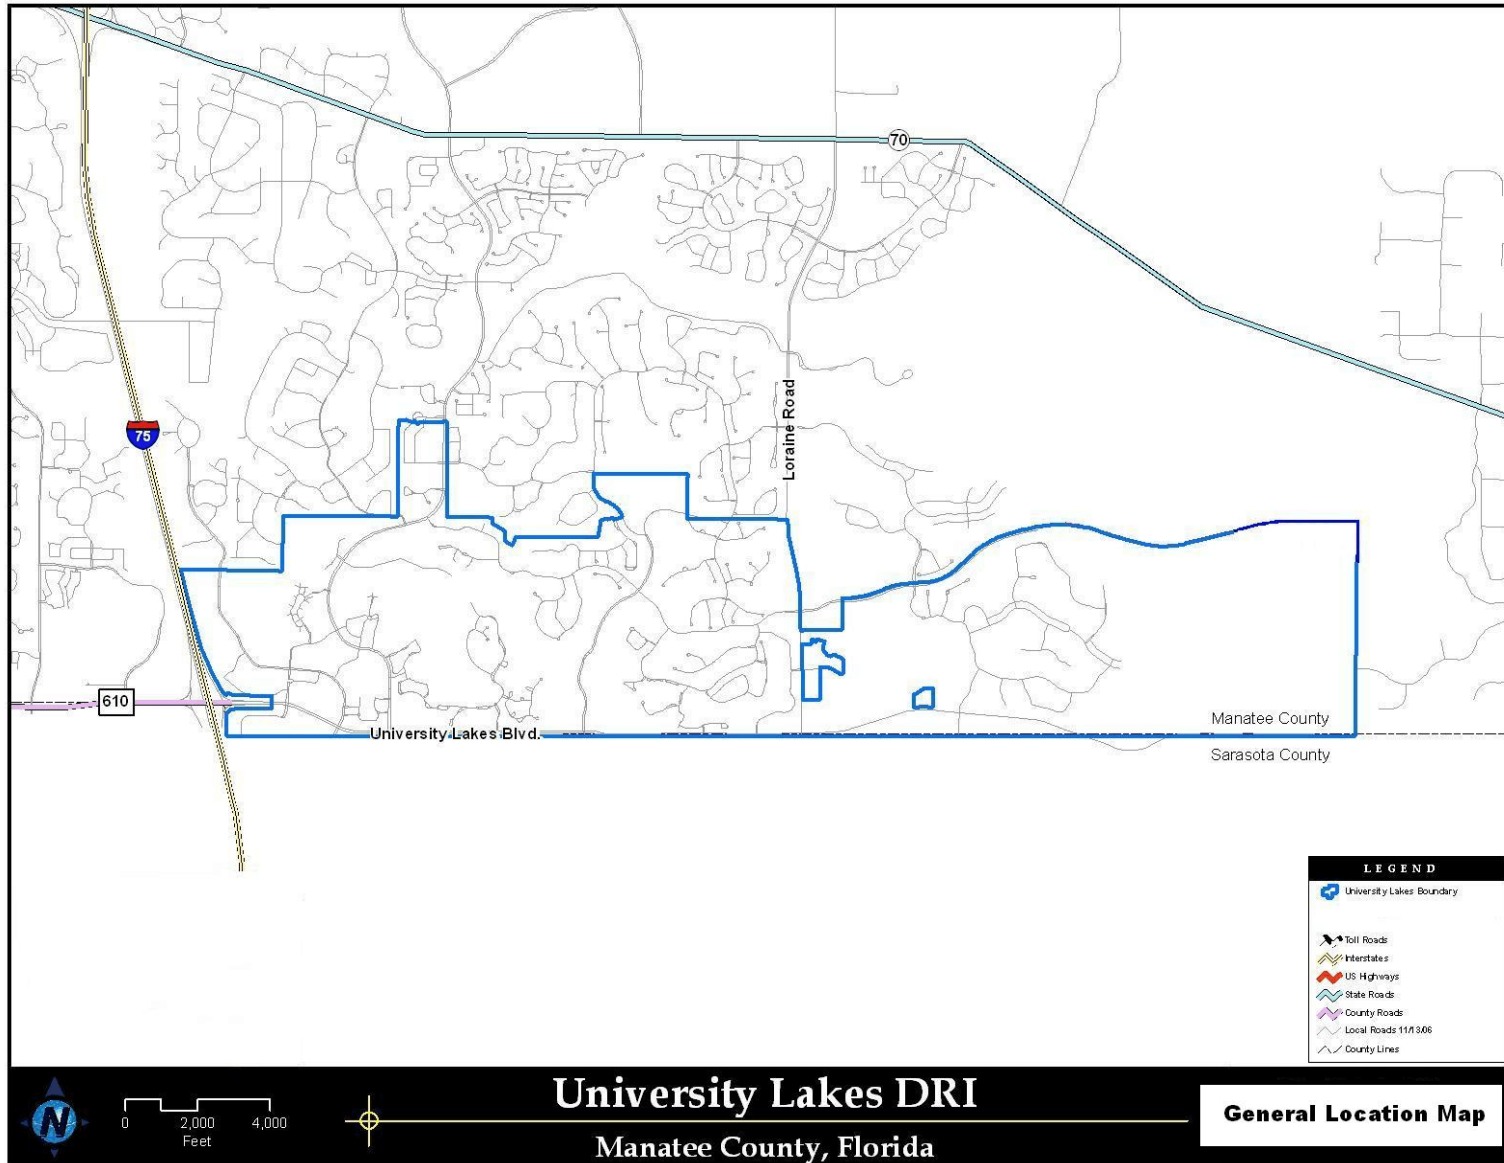 70
75
Loraine Road
610
University Lakes Blvd.
Manatee County
Sarasota County
LEGEND
University Lakes Boundary
Toll Roads
Interstates
US Highways
State Roads
County Roads
Local Roads 11/13/06
County Lines
N
0 2,000 4,000
Feet
University Lakes DRI
Manatee County, Florida
General Location Map